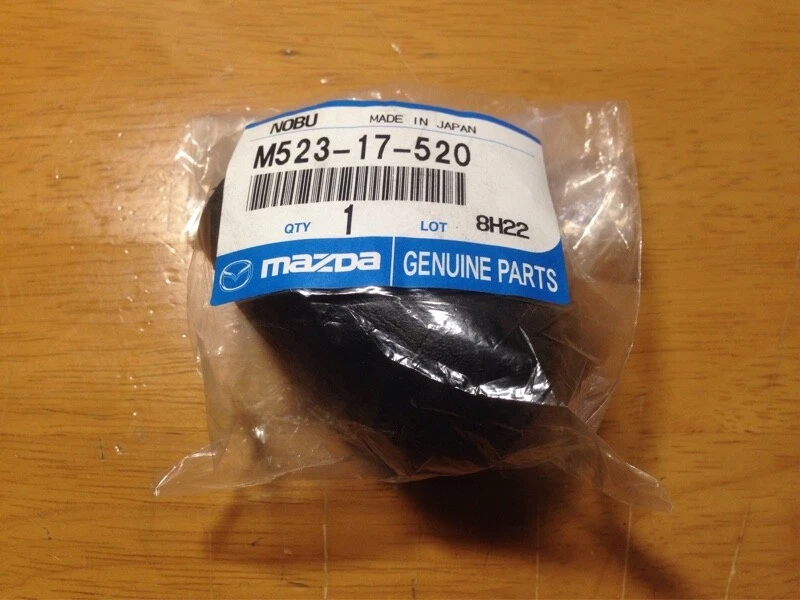 NOBU MADE IN JAPAN
M523-17-520
QTY 1 LOT 8H22
mazda GENUINE PARTS